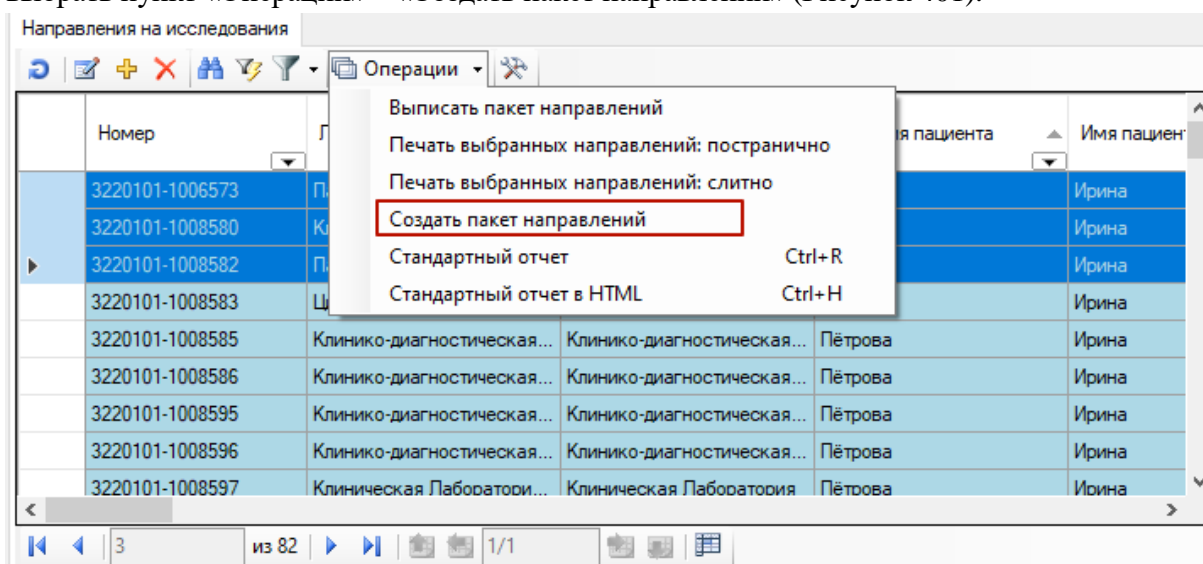 Направления на исследования
Операции
Выписать пакет направлений
Печать выбранных направлений: постранично
Печать выбранных направлений: слитно
Создать пакет направлений
Стандартный отчет Ctrl+R
Стандартный отчет в HTML Ctrl+H
Номер пациента Имя пациен
3220101-1006573 Ирина
3220101-1008580 Ирина
3220101-1008582 Ирина
3220101-1008583 Ирина
3220101-1008585 Клинико-диагностическая... Клинико-диагностическая... Пётрова Ирина
3220101-1008586 Клинико-диагностическая... Клинико-диагностическая... Пётрова Ирина
3220101-1008595 Клинико-диагностическая... Клинико-диагностическая... Пётрова Ирина
3220101-1008596 Клинико-диагностическая... Клинико-диагностическая... Пётрова Ирина
3220101-1008597 Клиническая Лаборатори... Клиническая Лаборатория Пётрова Ирина
3 из 82 1/1